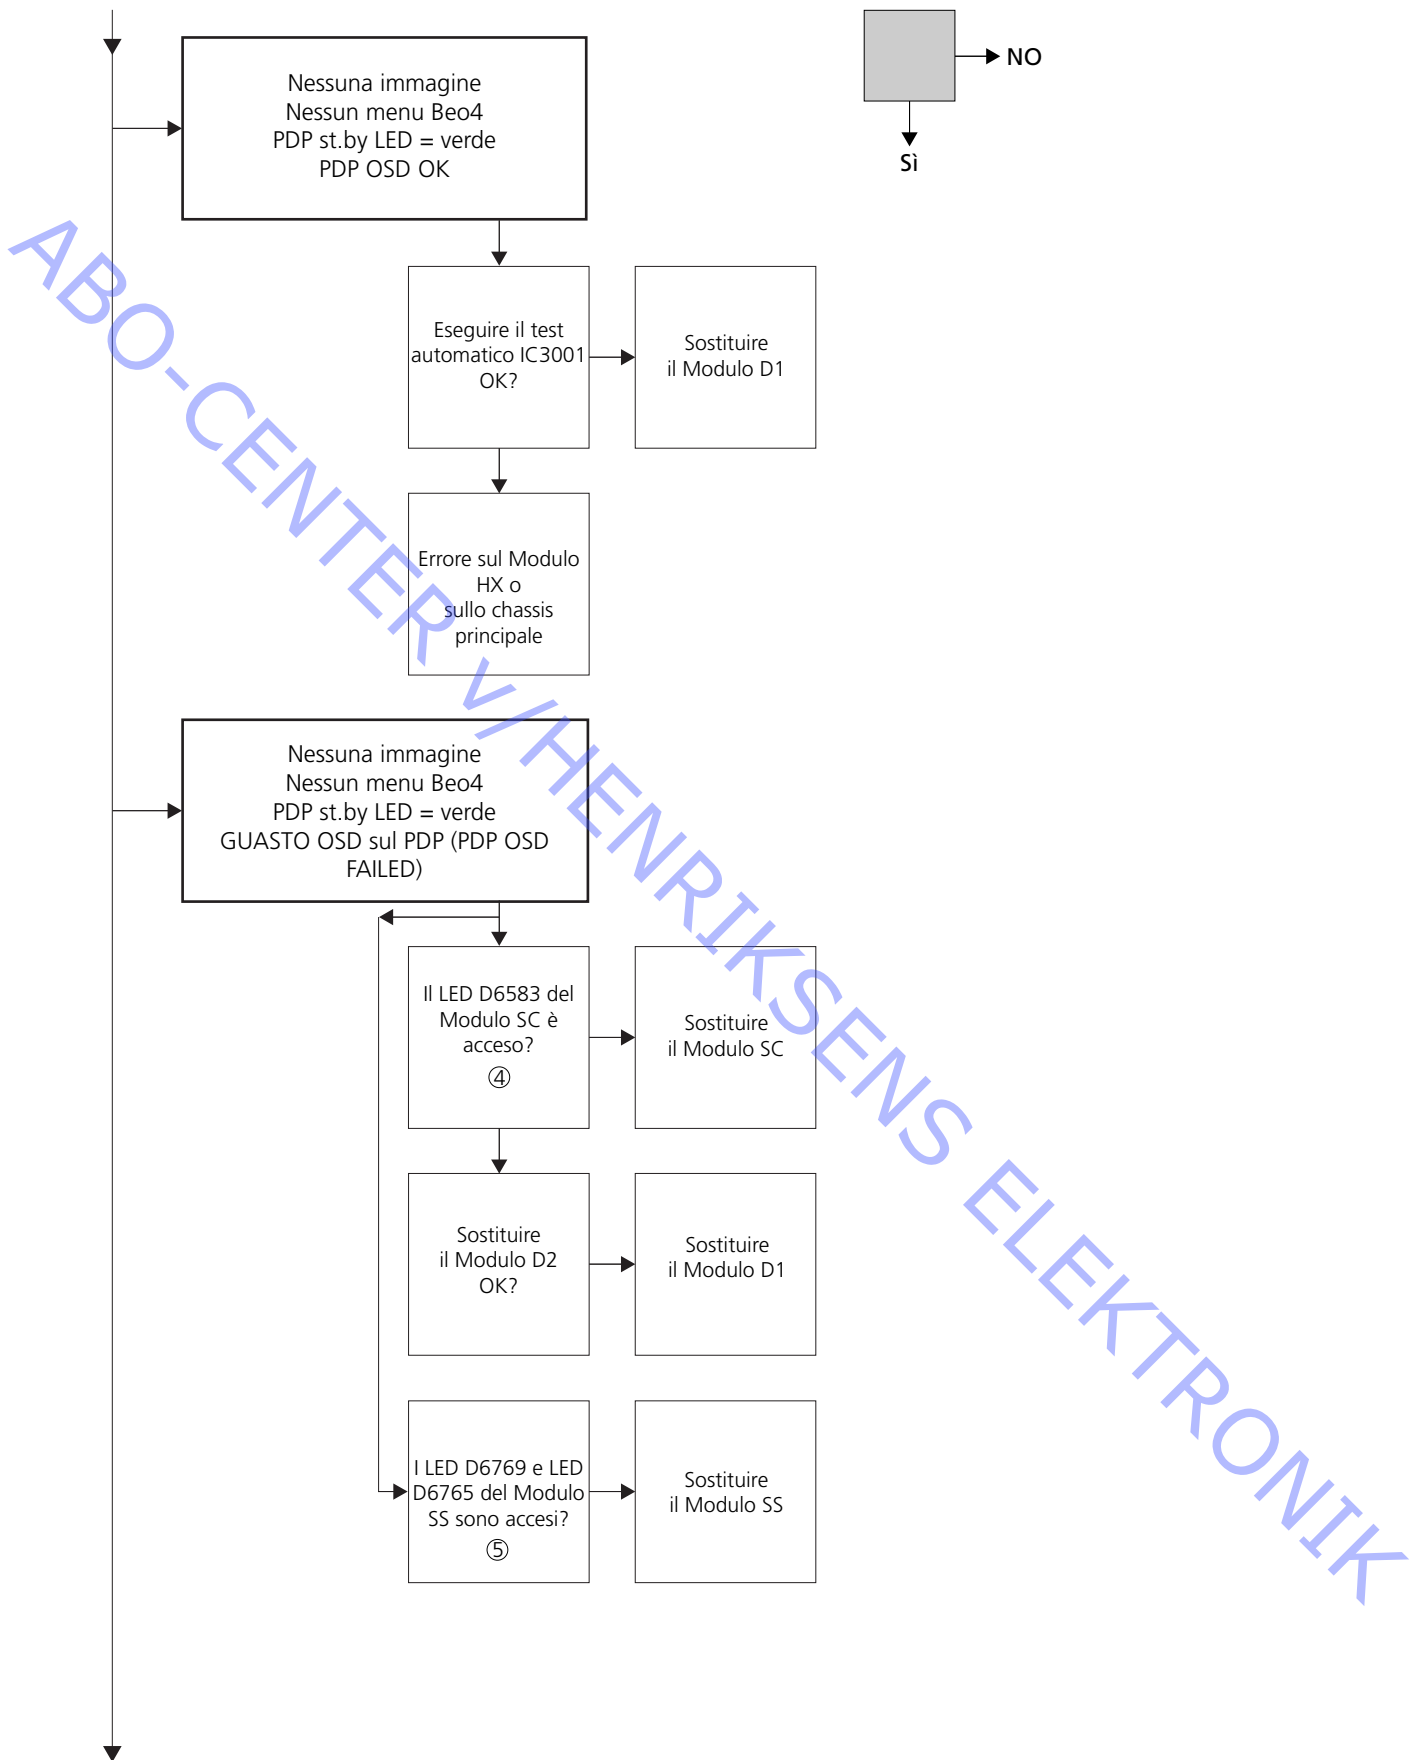 Nessuna immagine
Nessun menu Beo4
PDP st.by LED = verde
PDP OSD OK
NO
Sì
Eseguire il test
automatico IC3001
OK?
Sostituire
il Modulo D1
Errore sul Modulo
HX o
sullo chassis
principale
Nessuna immagine
Nessun menu Beo4
PDP st.by LED = verde
GUASTO OSD sul PDP (PDP OSD
FAILED)
Il LED D6583 del
Modulo SC è
acceso?
④
Sostituire
il Modulo SC
Sostituire
il Modulo D2
OK?
Sostituire
il Modulo D1
I LED D6769 e LED
D6765 del Modulo
SS sono accesi?
⑤
Sostituire
il Modulo SS
ABO-CENTER v/HENRIKSENS ELEKTRONIK